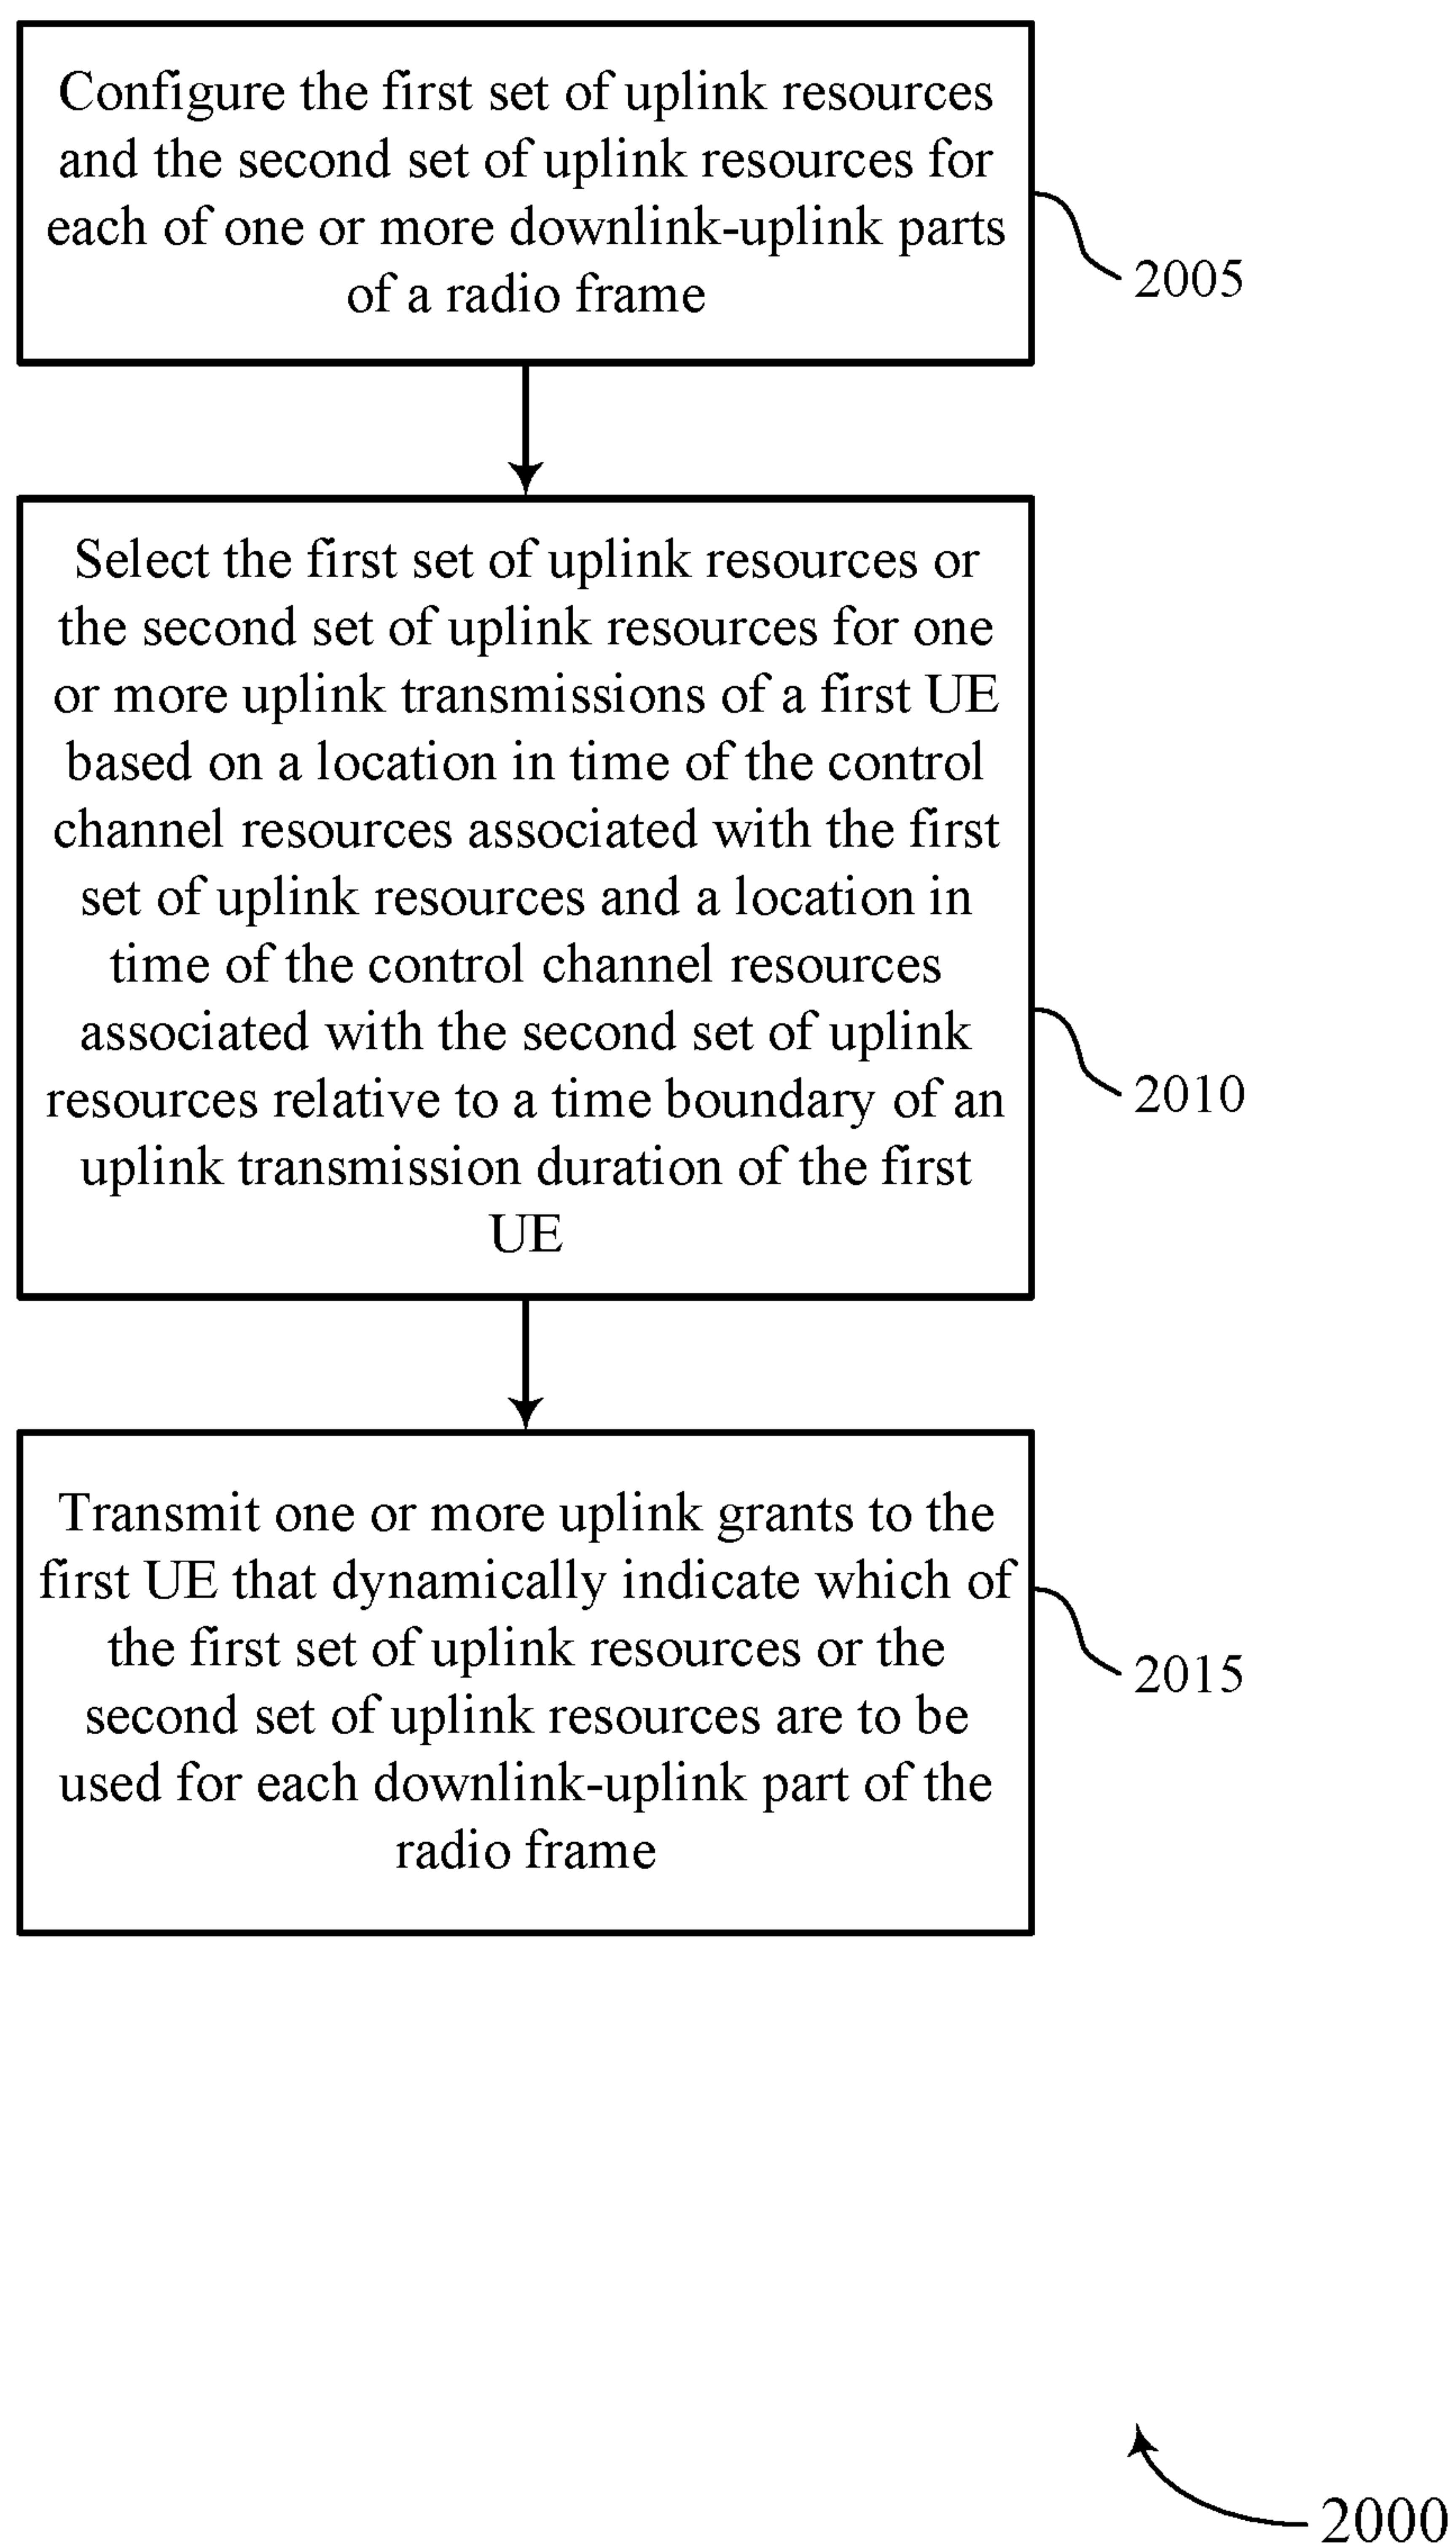 Configure the first set of uplink resources
and the second set of uplink resources for
each of one or more downlink-uplink parts
of a radio frame
2005
Select the first set of uplink resources or
the second set of uplink resources for one
or more uplink transmissions of a first UE
based on a location in time of the control
channel resources associated with the first
set of uplink resources and a location in
time of the control channel resources
associated with the second set of uplink
resources relative to a time boundary of an
uplink transmission duration of the first
UE
2010
Transmit one or more uplink grants to the
first UE that dynamically indicate which of
the first set of uplink resources or the
second set of uplink resources are to be
used for each downlink-uplink part of the
radio frame
2015
2000